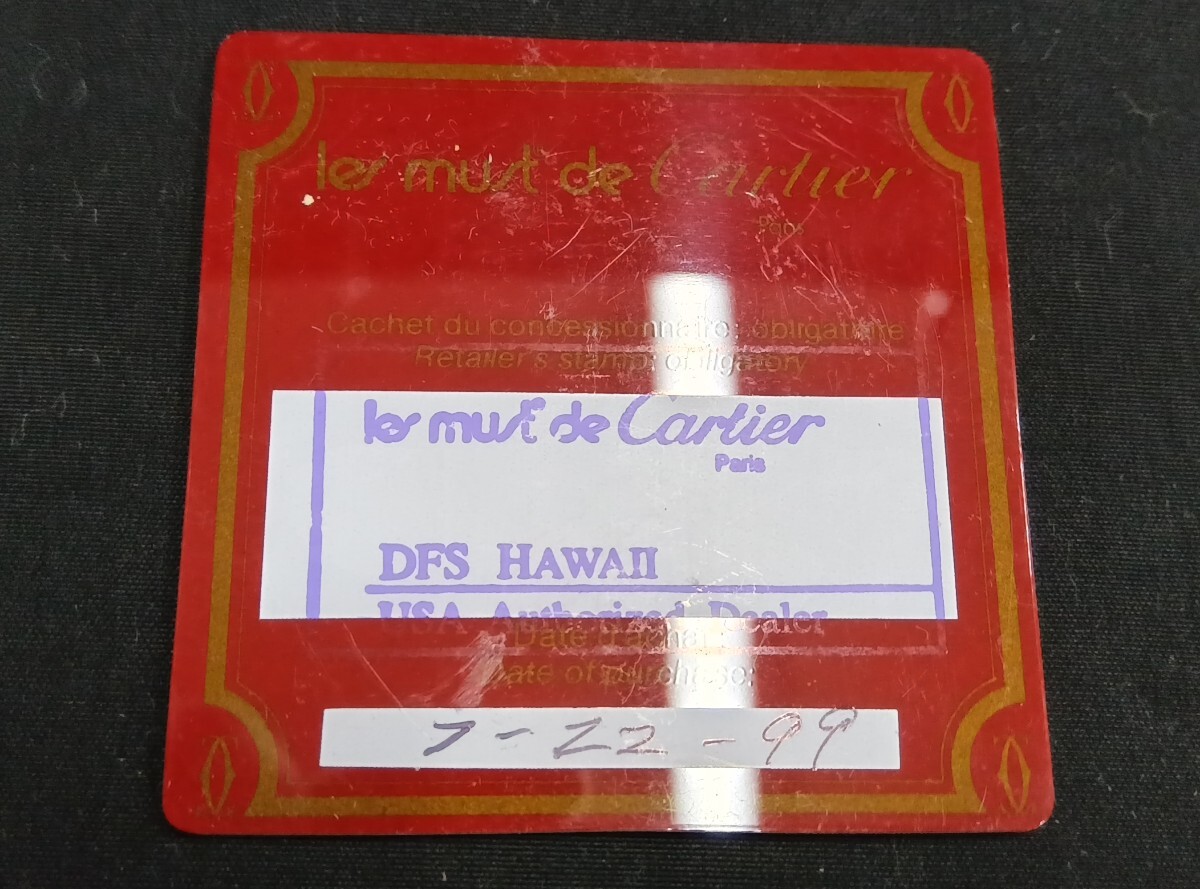 les must de Cartier
Paris
Cachet du concessionnaire: obligatoire
Retailer's stamp: obligatory
les must de Cartier
Paris
DFS HAWAII
USA Authorized Dealer
Date d'achat:
Date of purchase:
7-22-99